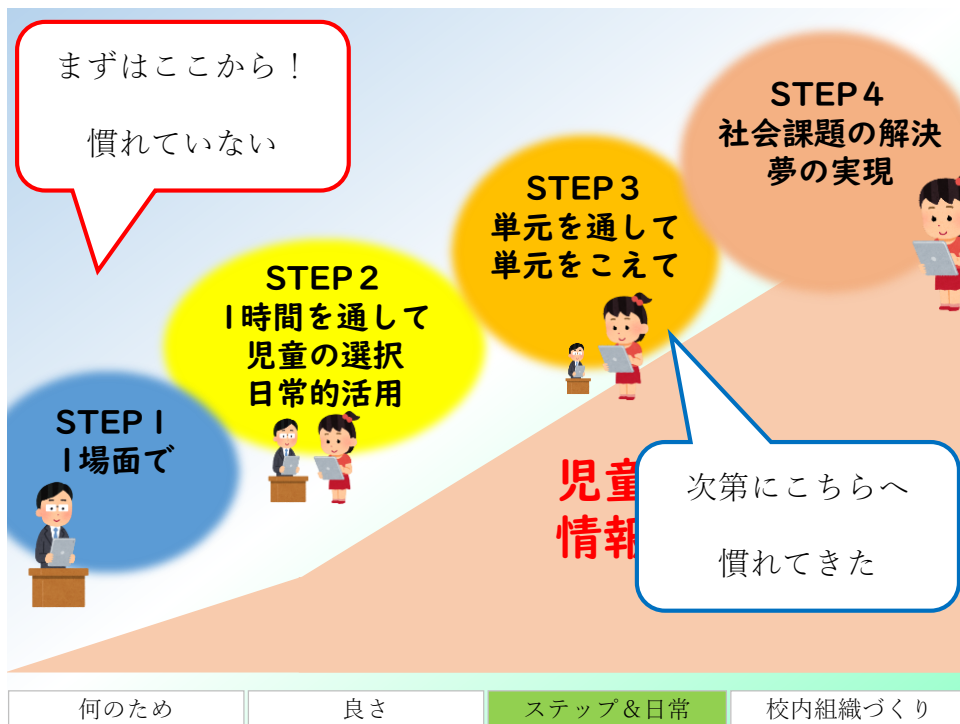 まずはここから！
慣れていない
STEP４
社会課題の解決
夢の実現
STEP３
単元を通して
単元をこえて
STEP２
１時間を通して
児童の選択
日常的活用
STEP１
１場面で
児童
情報
次第にこちらへ
慣れてきた
何のため
良さ
ステップ＆日常
校内組織づくり